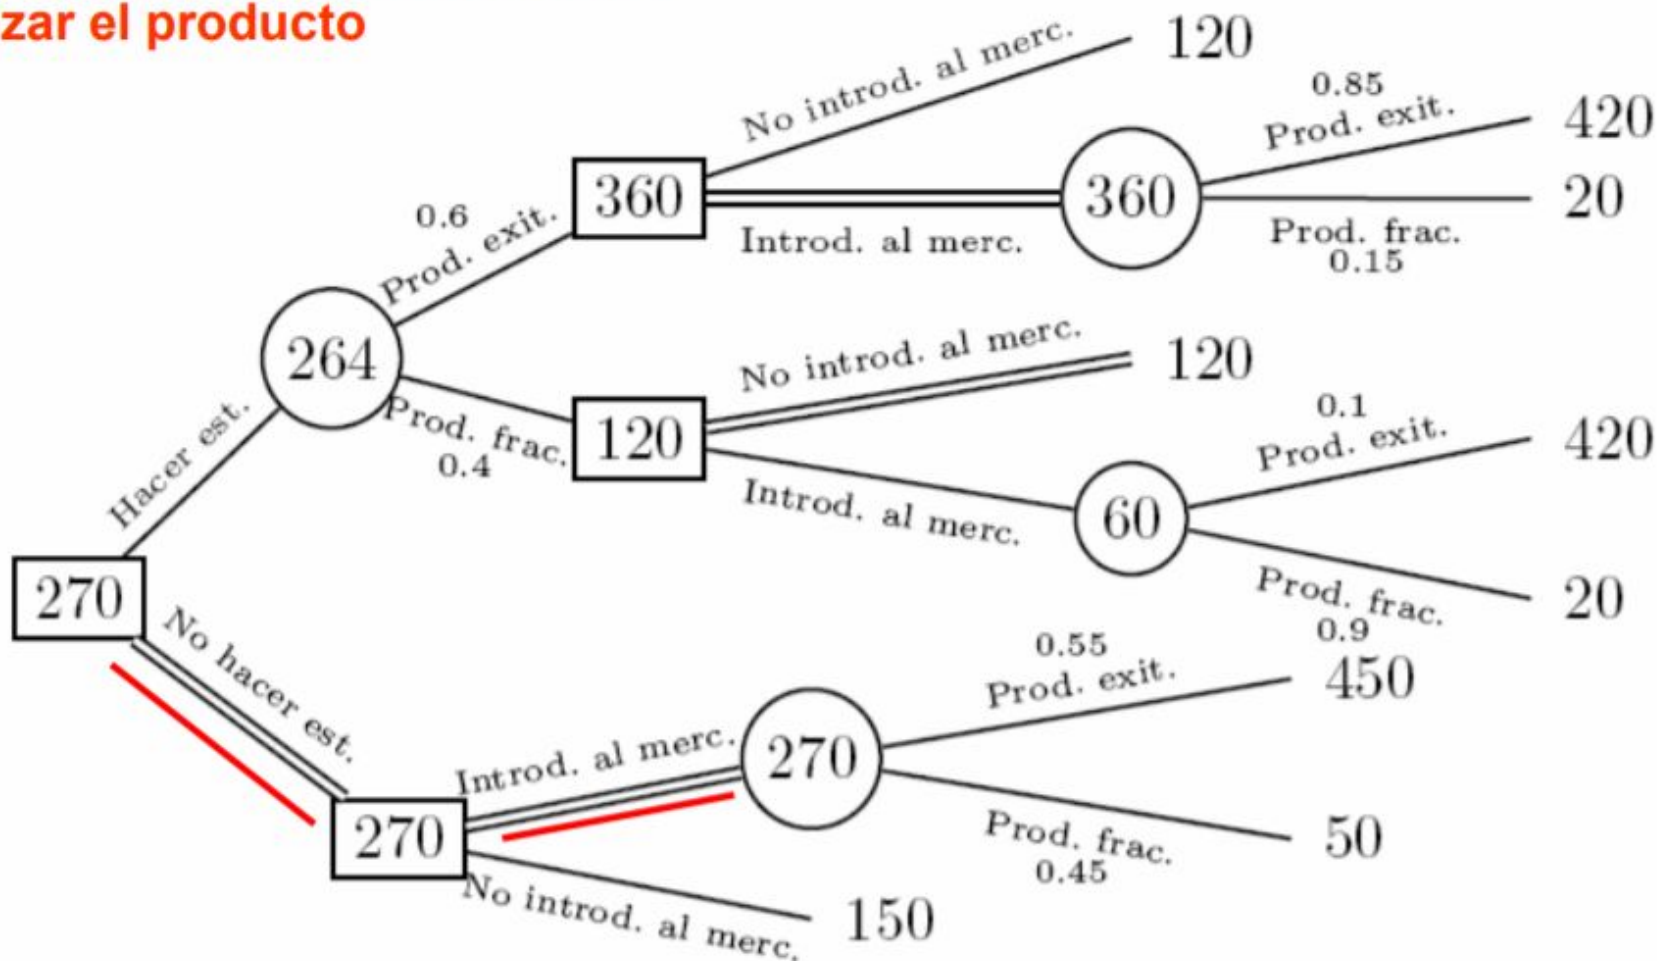 zar el producto
No introd. al merc.
120
0.85
Prod. exit.
420
0.6
Prod. exit.
360
Introd. al merc.
360
20
Prod. frac.
0.15
264
No introd. al merc.
120
Prod. frac.
0.4
120
0.1
Prod. exit.
420
Hacer est.
Introd. al merc.
60
Prod. frac.
0.9
20
270
No hacer est.
0.55
Prod. exit.
450
Introd. al merc.
270
270
Prod. frac.
0.45
50
No introd. al merc.
150